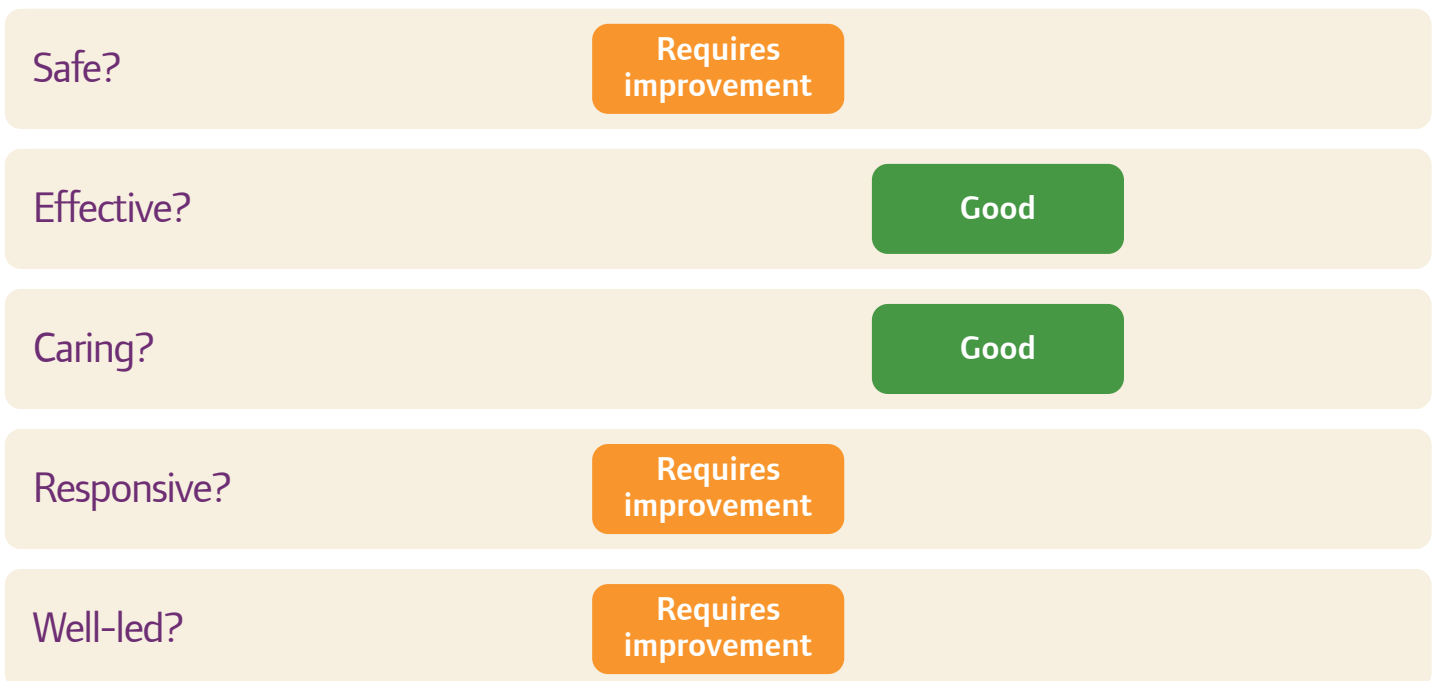 Safe?
Requires
improvement
Effective?
Good
Caring?
Good
Responsive?
Requires
improvement
Well-led?
Requires
improvement